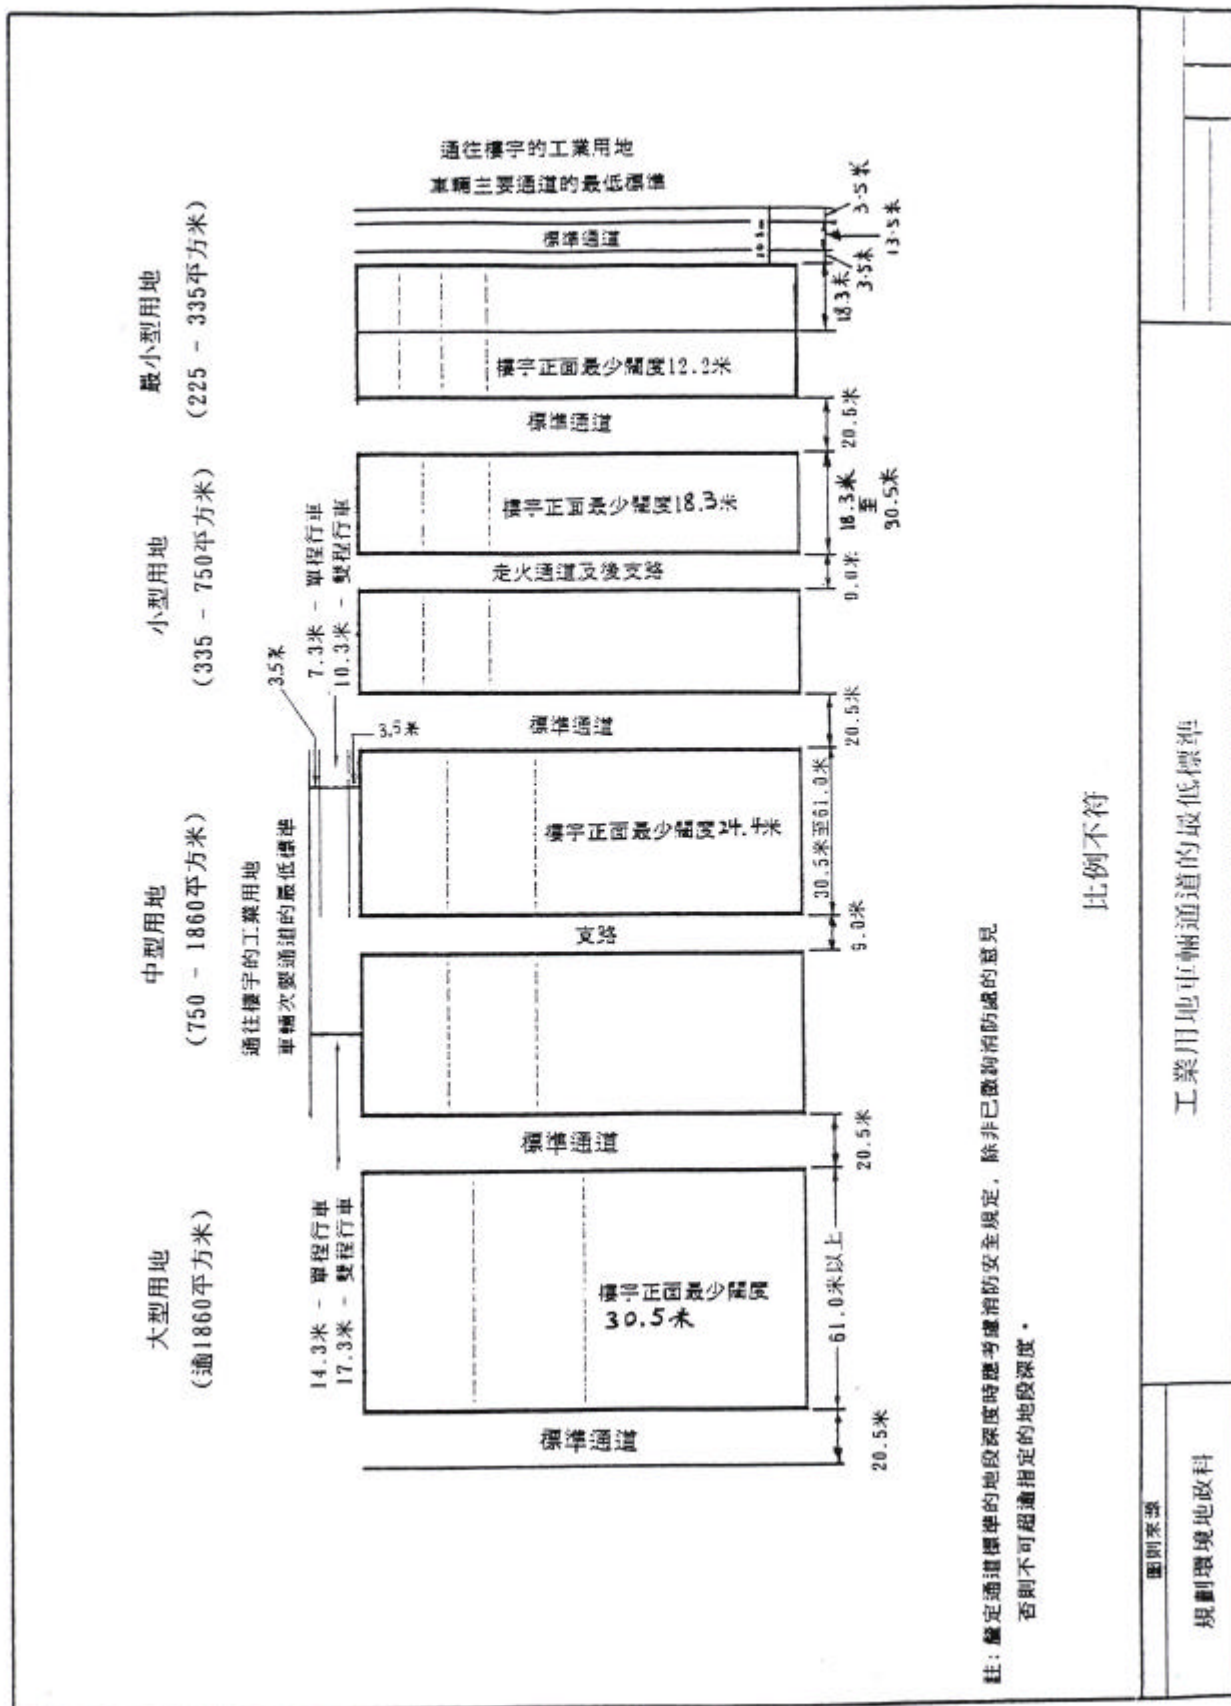 大型用地
(逾1860平方米)
中型用地
(750 - 1860平方米)
小型用地
(335 - 750平方米)
最小型用地
(225 - 335平方米)
通往樓宇的工業用地
車輛次要通道的最低標準
14.3米 - 單程行車
17.3米 - 雙程行車
3.5米
7.3米 - 單程行車
10.3米 - 雙程行車
3.5米
通往樓宇的工業用地
車輛主要通道的最低標準
標準通道
樓宇正面最少闊度
30.5米
標準通道
支路
樓宇正面最少闊度24.4米
標準通道
走火通道及後支路
樓宇正面最少闊度18.3米
標準通道
樓宇正面最少闊度12.2米
標準通道
20.5米
61.0米以上
20.5米
9.0米
30.5米至61.0米
20.5米
9.0米
18.3米
至
30.5米
20.5米
18.3米
3.5米
13.5米
3.5米
註: 釐定通道標準的地段深度時應考慮消防安全規定, 除非已徵詢消防處的意見
否則不可超逾指定的地段深度。
比例不符
圖則來源
規劃環境地政科
工業用地車輛通道的最低標準